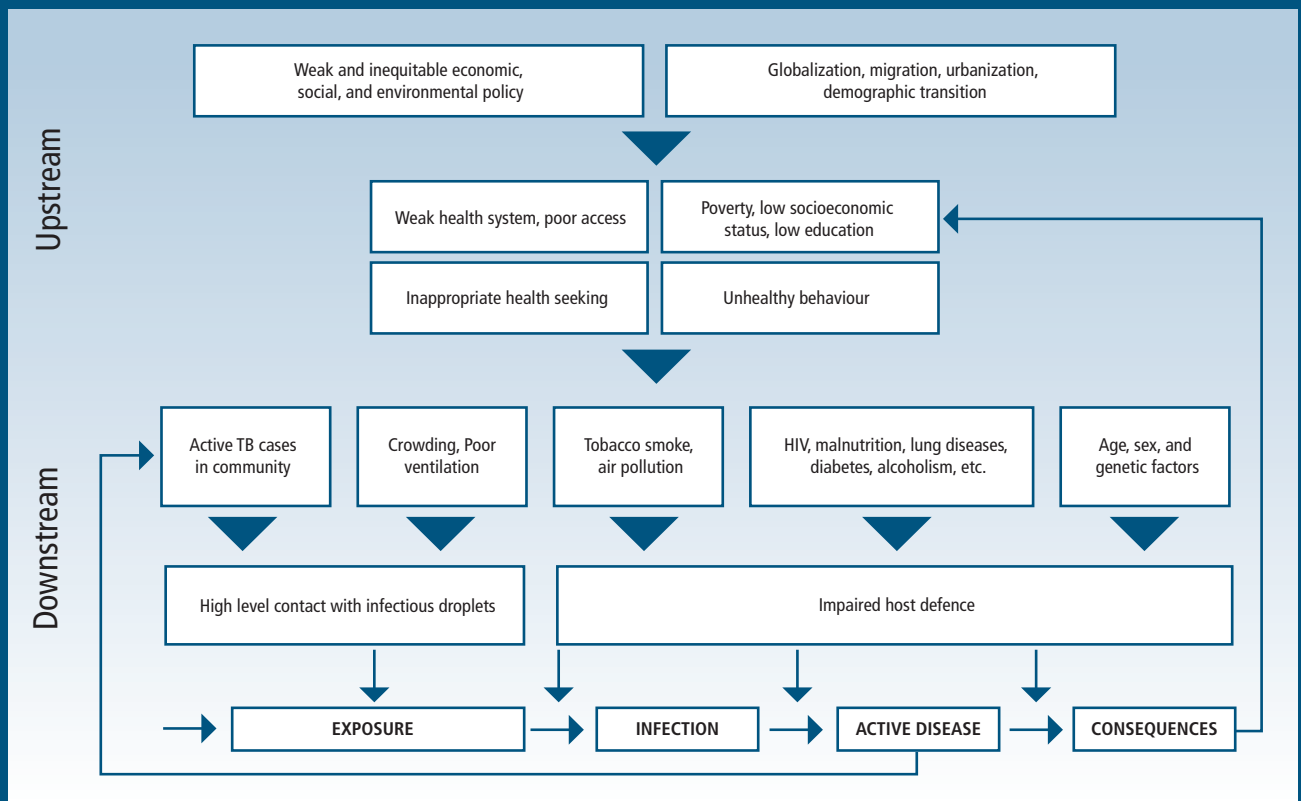 Upstream
Weak and inequitable economic,
social, and environmental policy
Globalization, migration, urbanization,
demographic transition
Weak health system, poor access
Poverty, low socioeconomic
status, low education
Inappropriate health seeking
Unhealthy behaviour
Downstream
Active TB cases
in community
Crowding, Poor
ventilation
Tobacco smoke,
air pollution
HIV, malnutrition, lung diseases,
diabetes, alcoholism, etc.
Age, sex, and
genetic factors
High level contact with infectious droplets
Impaired host defence
EXPOSURE
INFECTION
ACTIVE DISEASE
CONSEQUENCES